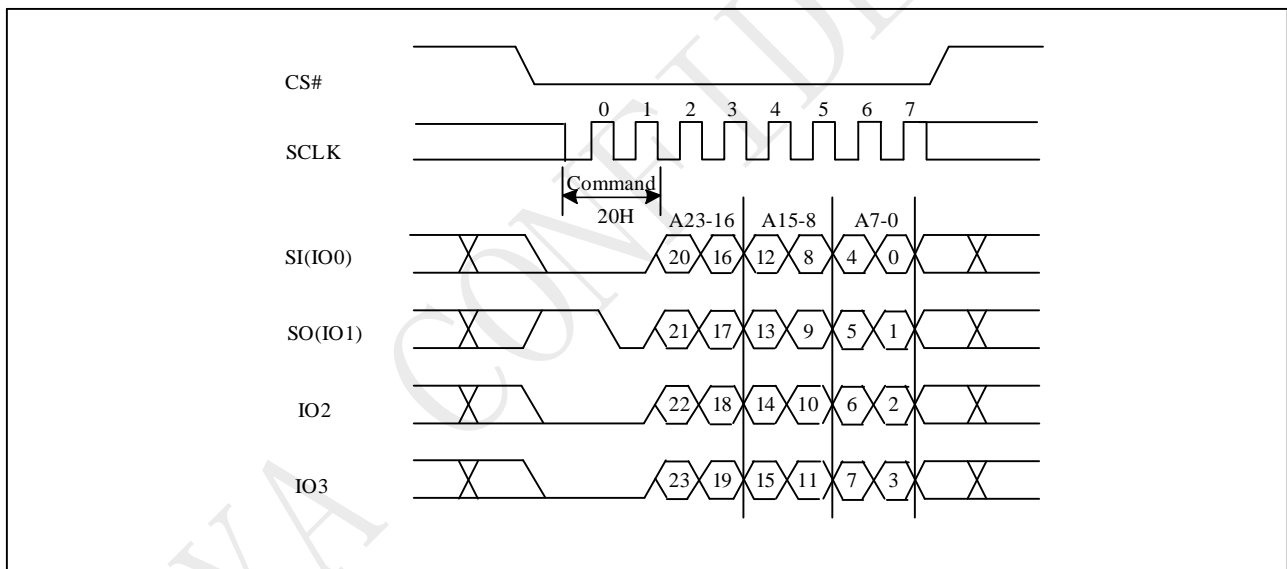 CS#
0 1 2 3 4 5 6 7
SCLK
Command
20H
A23-16 A15-8 A7-0
SI(IO0) 20 16 12 8 4 0
SO(IO1) 21 17 13 9 5 1
IO2 22 18 14 10 6 2
IO3 23 19 15 11 7 3